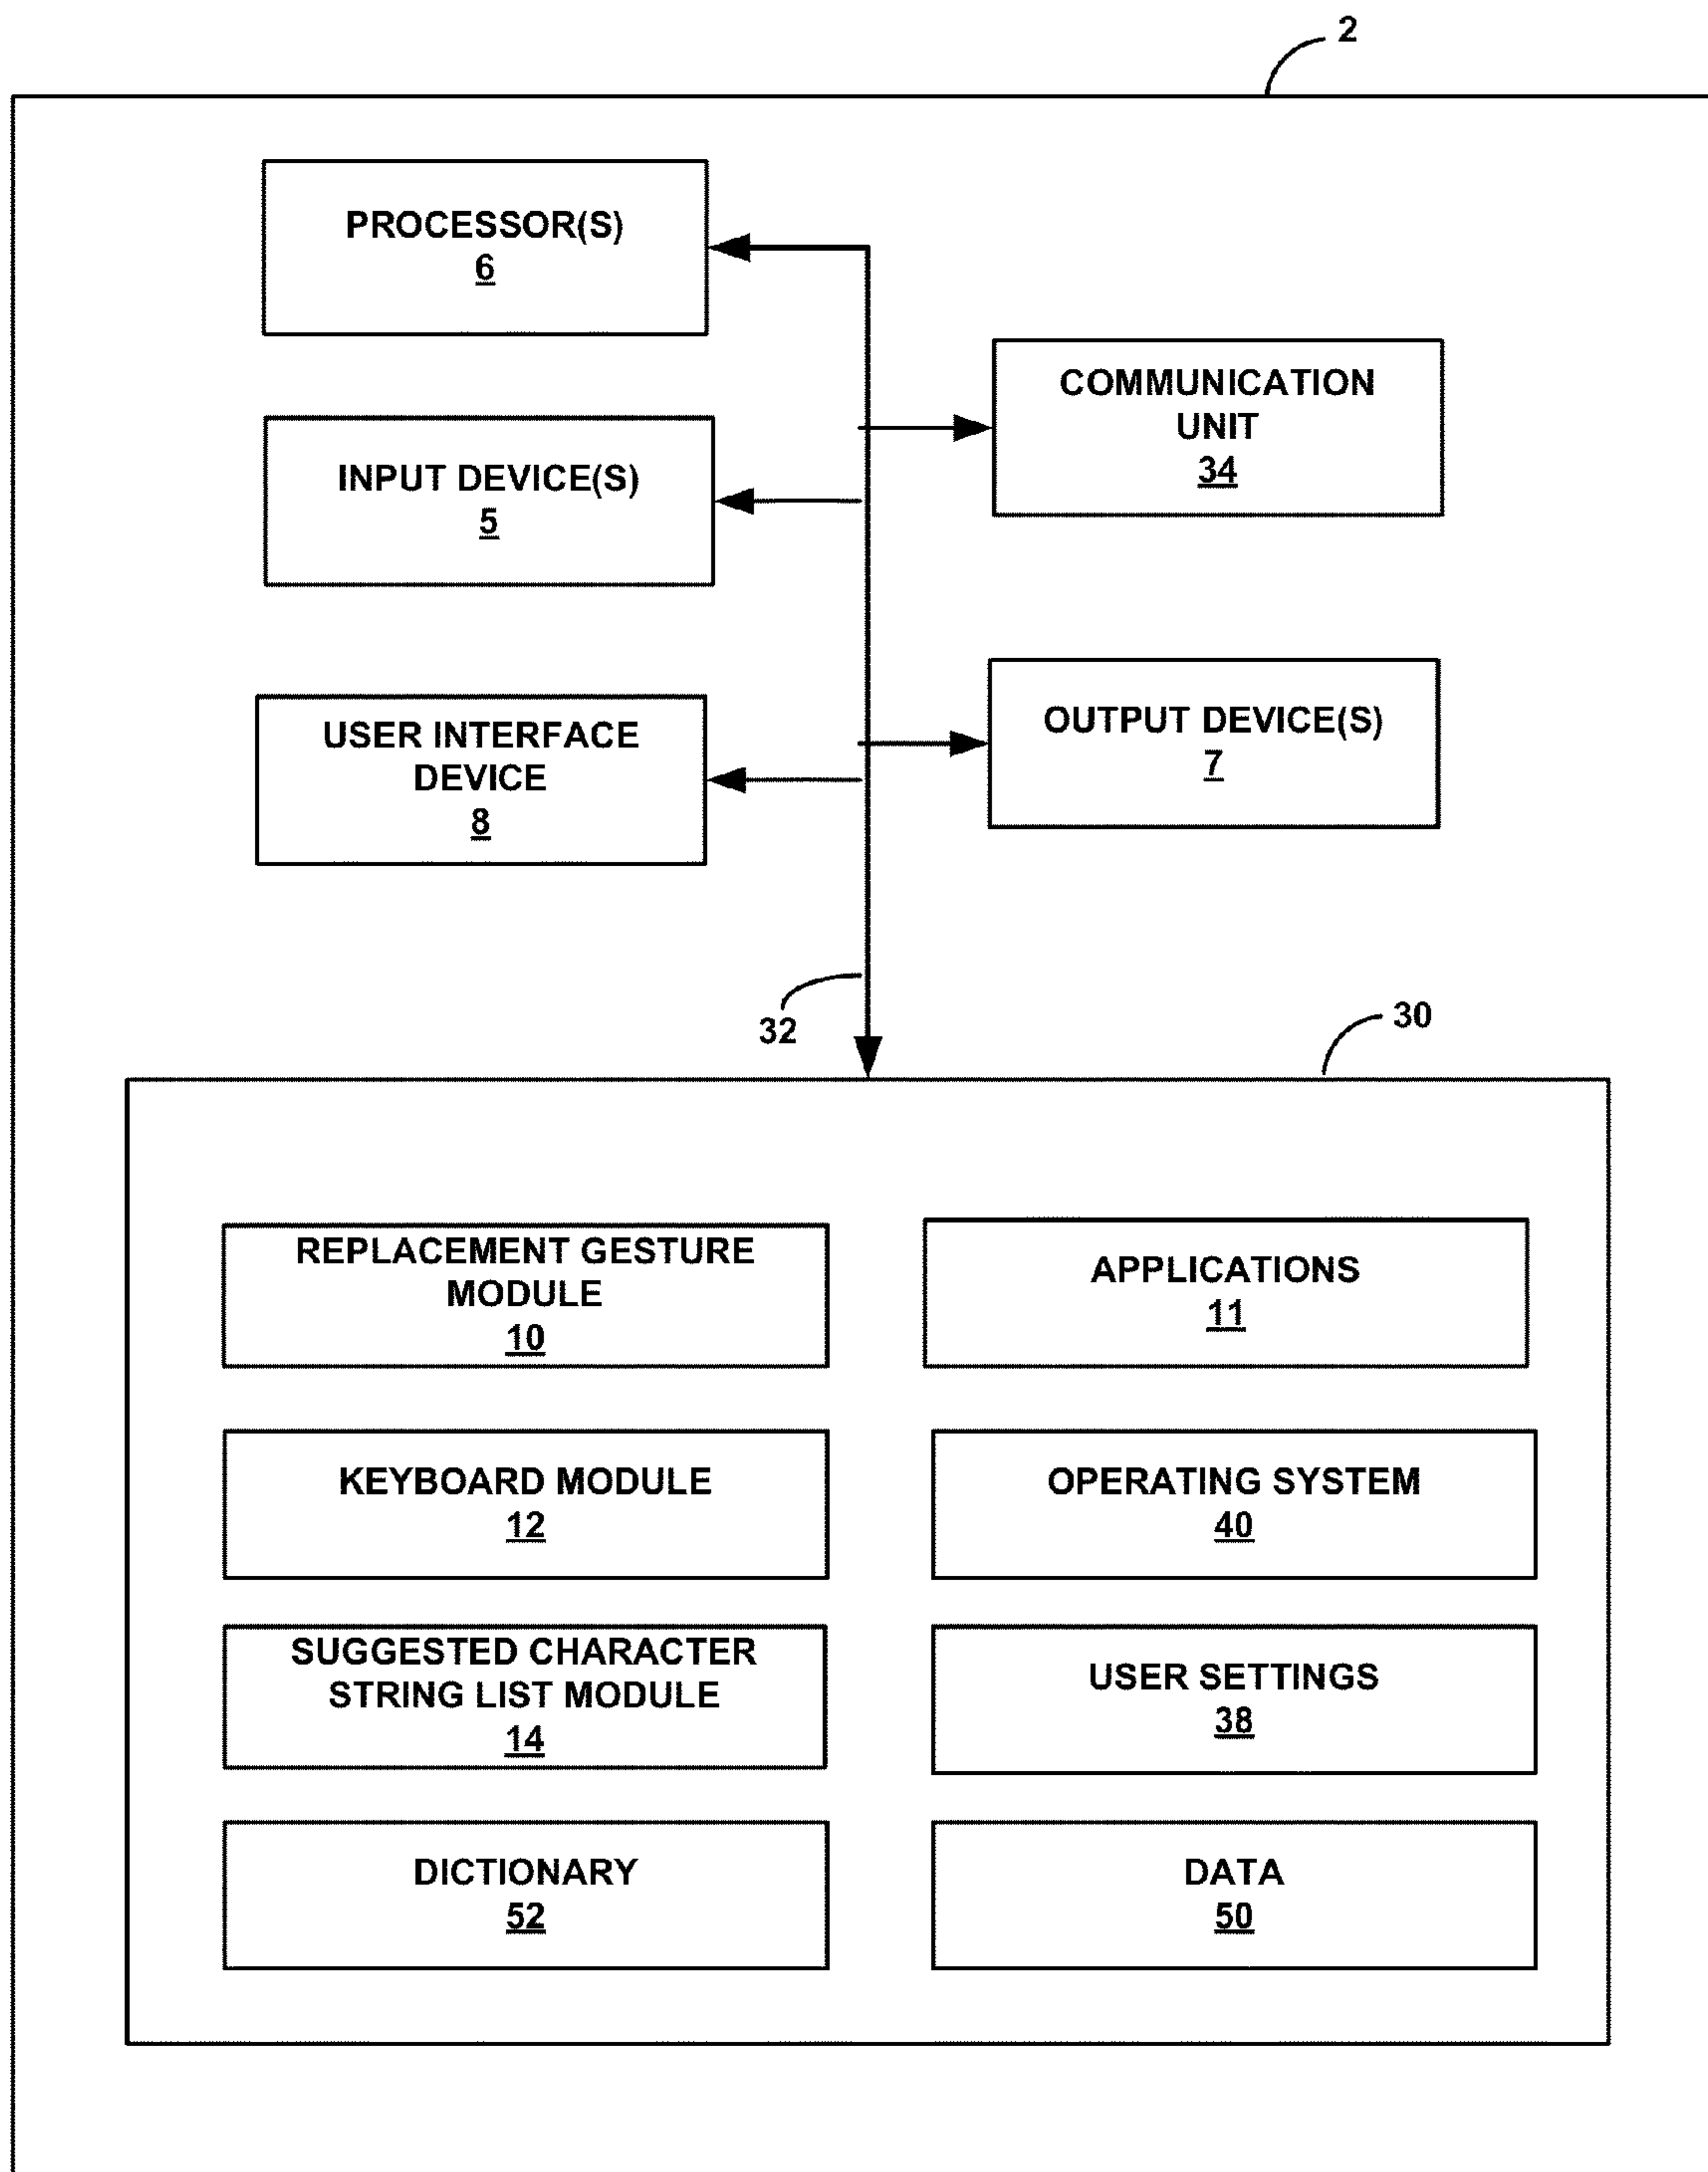 2
PROCESSOR(S)
6
COMMUNICATION
UNIT
34
INPUT DEVICE(S)
5
OUTPUT DEVICE(S)
7
USER INTERFACE
DEVICE
8
32
30
REPLACEMENT GESTURE
MODULE
10
APPLICATIONS
11
KEYBOARD MODULE
12
OPERATING SYSTEM
40
SUGGESTED CHARACTER
STRING LIST MODULE
14
USER SETTINGS
38
DICTIONARY
52
DATA
50